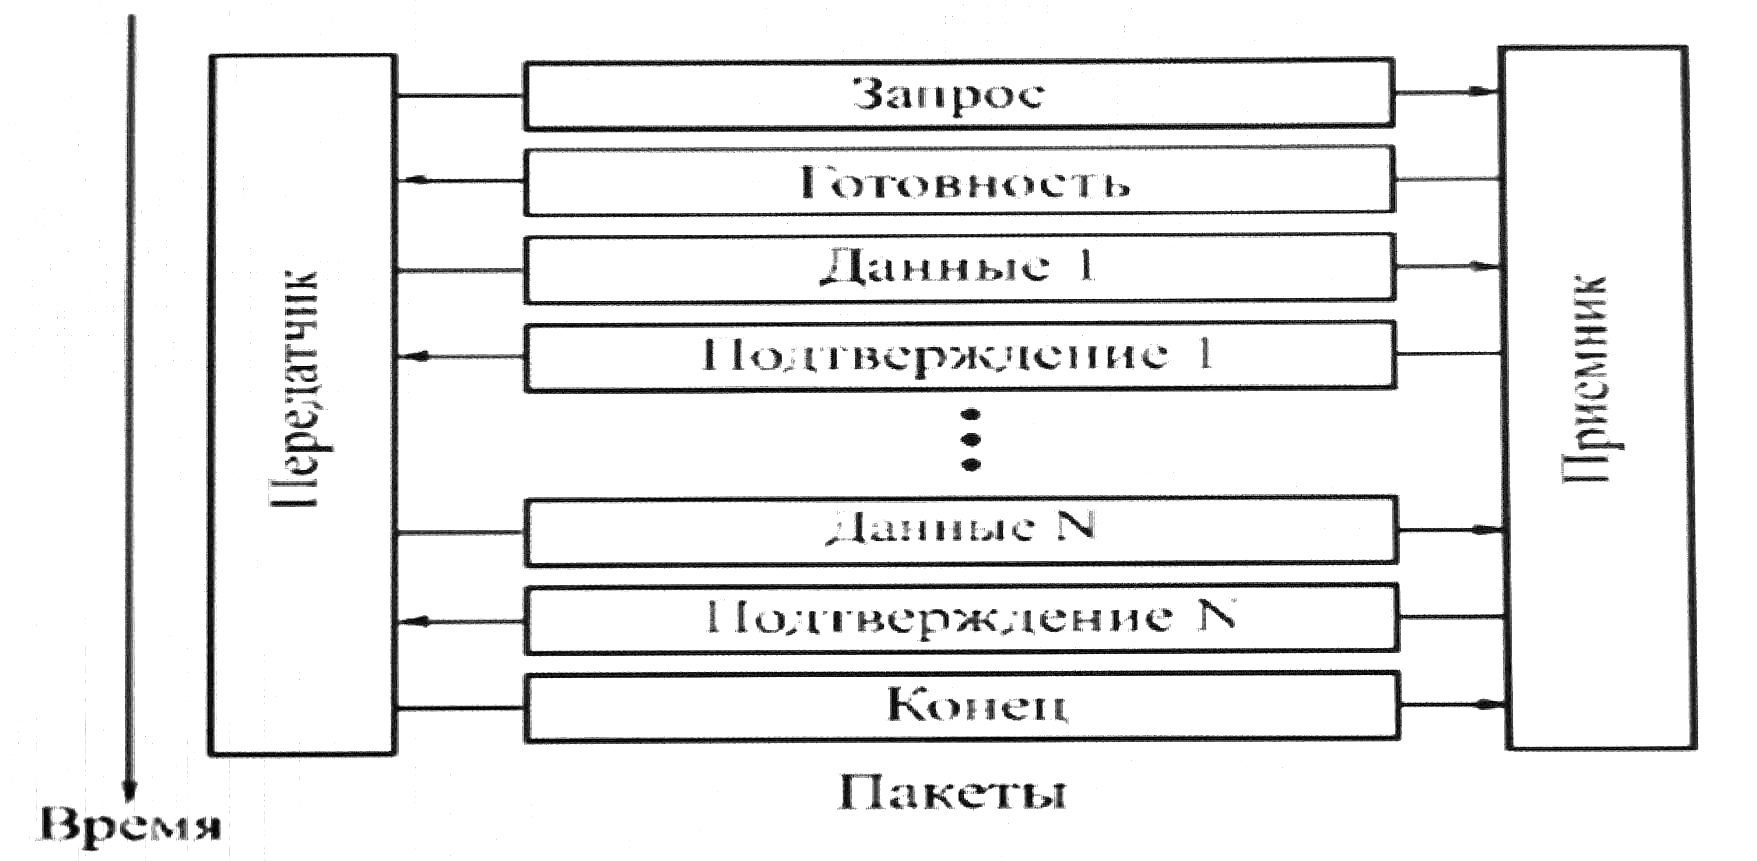 Запрос
Готовность
Данные 1
Подтверждение 1
Данные N
Подтверждение N
Конец
Передатчик
Приемник
Пакеты
Время